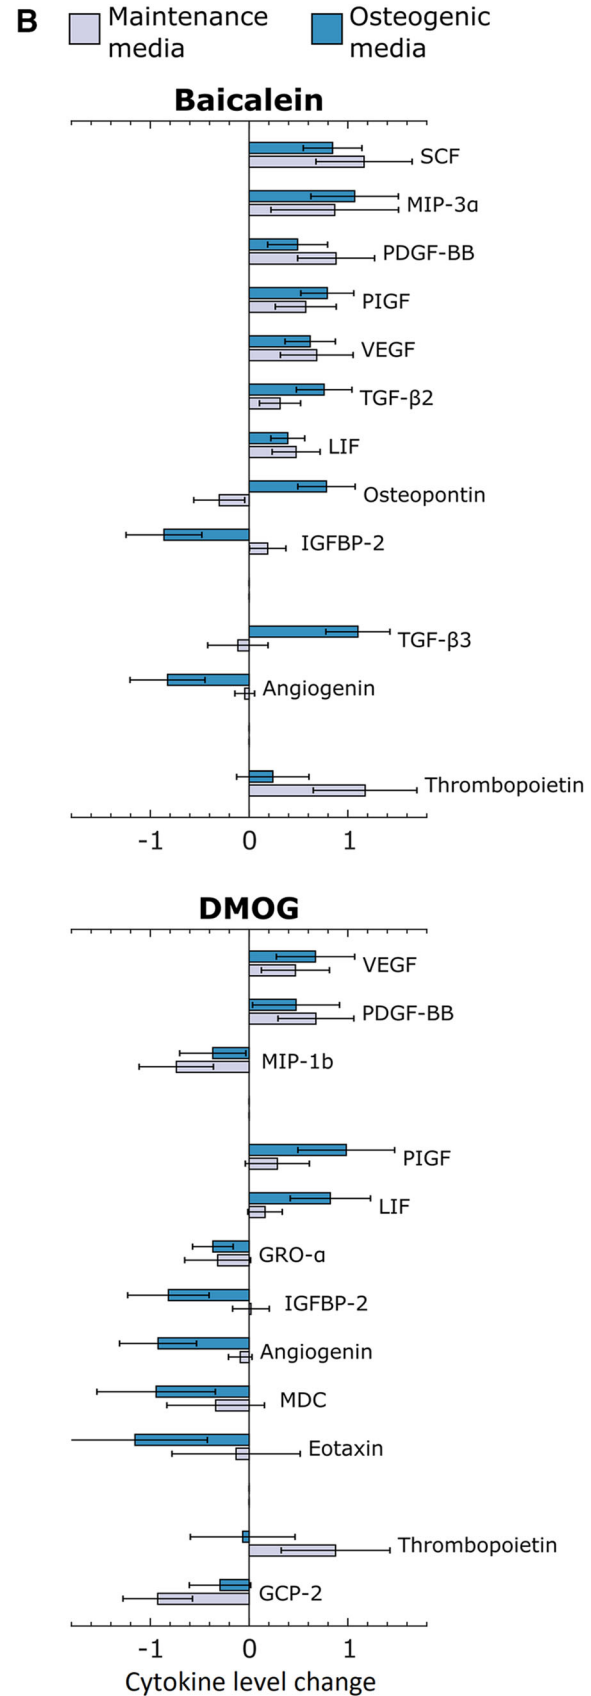 B
Maintenance
media
Osteogenic
media
Baicalein
SCF
MIP-3α
PDGF-BB
PIGF
VEGF
TGF-β2
LIF
Osteopontin
IGFBP-2
TGF-β3
Angiogenin
Thrombopoietin
-1 0 1
DMOG
VEGF
PDGF-BB
MIP-1b
PIGF
LIF
GRO-α
IGFBP-2
Angiogenin
MDC
Eotaxin
Thrombopoietin
GCP-2
-1 0 1
Cytokine level change